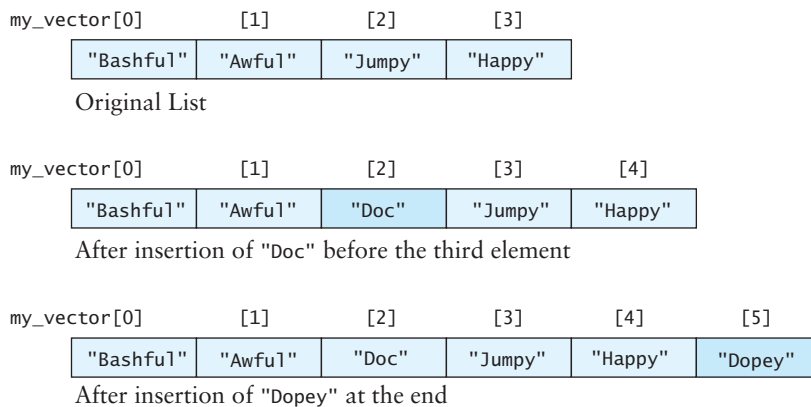 my_vector[0] [1] [2] [3]
"Bashful" "Awful" "Jumpy" "Happy"
Original List
my_vector[0] [1] [2] [3] [4]
"Bashful" "Awful" "Doc" "Jumpy" "Happy"
After insertion of "Doc" before the third element
my_vector[0] [1] [2] [3] [4] [5]
"Bashful" "Awful" "Doc" "Jumpy" "Happy" "Dopey"
After insertion of "Dopey" at the end